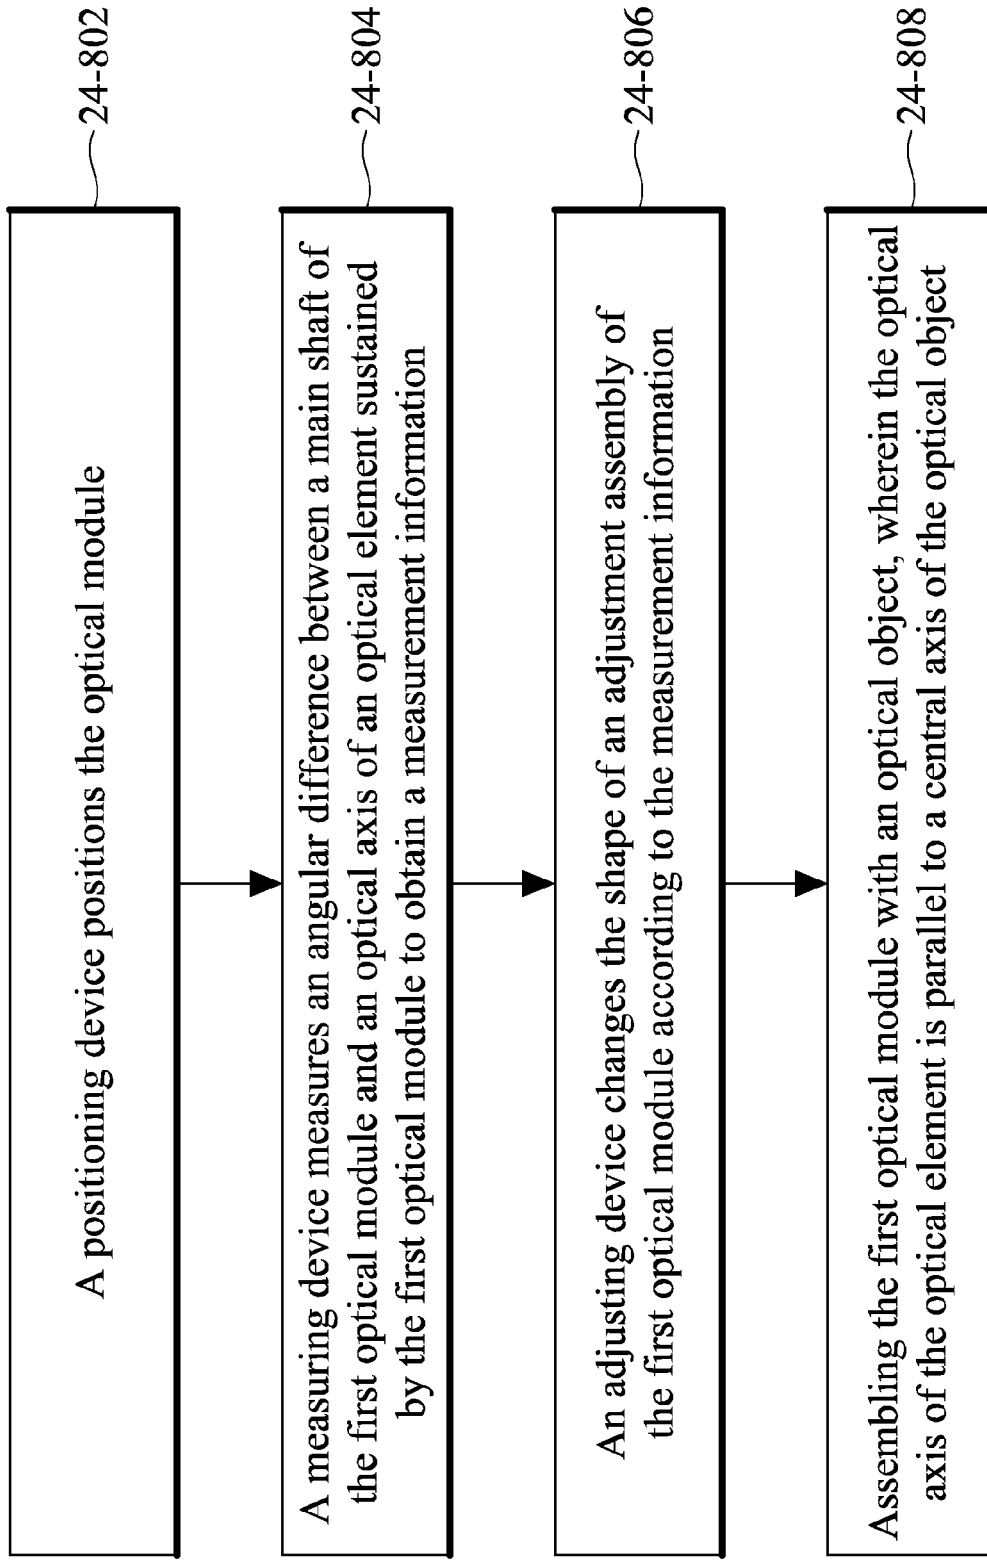 A positioning device positions the optical module
24-802
A measuring device measures an angular difference between a main shaft of
the first optical module and an optical axis of an optical element sustained
by the first optical module to obtain a measurement information
24-804
An adjusting device changes the shape of an adjustment assembly of
the first optical module according to the measurement information
24-806
Assembling the first optical module with an optical object, wherein the optical
axis of the optical element is parallel to a central axis of the optical object
24-808